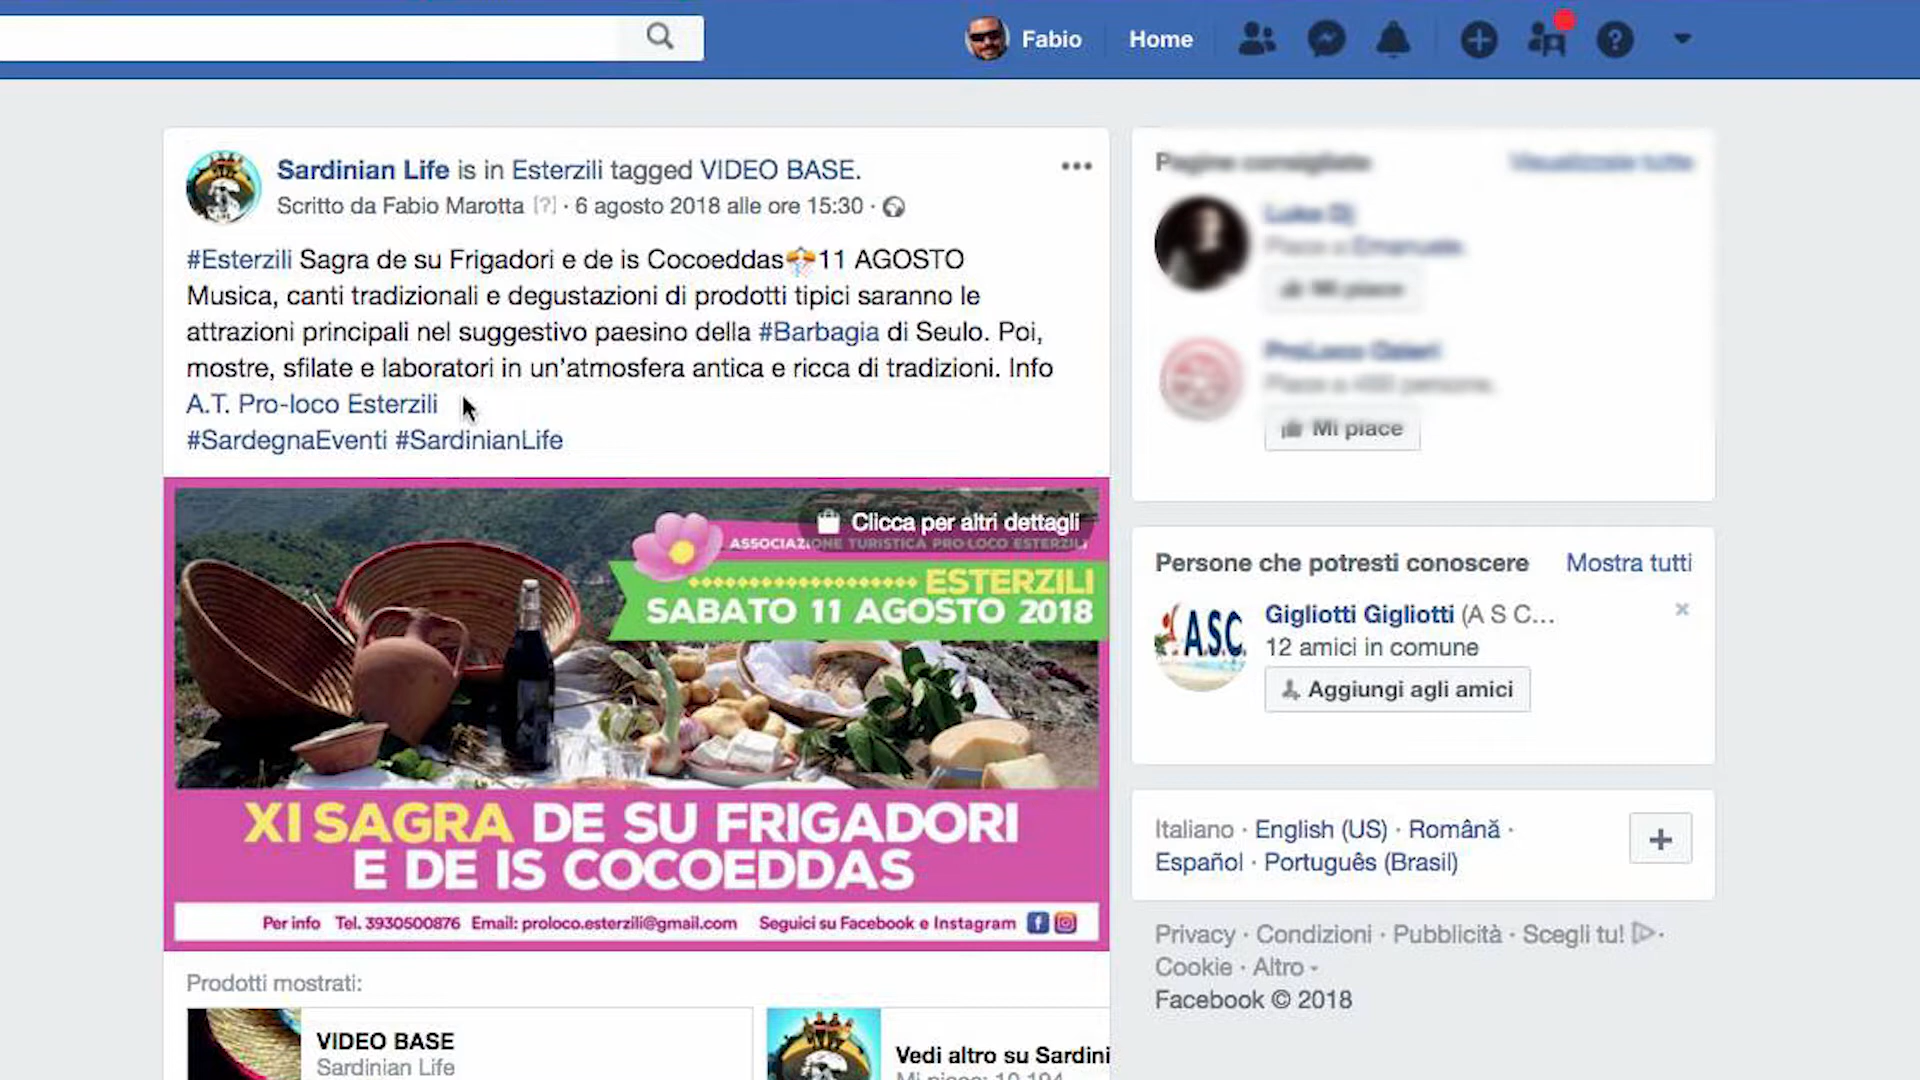 Fabio
Home
Sardinian Life is in Esterzili tagged VIDEO BASE.
Scritto da Fabio Marotta [?] · 6 agosto 2018 alle ore 15:30 ·
#Esterzili Sagra de su Frigadori e de is Cocoeddas🎊11 AGOSTO
Musica, canti tradizionali e degustazioni di prodotti tipici saranno le
attrazioni principali nel suggestivo paesino della #Barbagia di Seulo. Poi,
mostre, sfilate e laboratori in un’atmosfera antica e ricca di tradizioni. Info
A.T. Pro-loco Esterzili
#SardegnaEventi #SardinianLife
Clicca per altri dettagli
ASSOCIAZIONE TURISTICA PRO-LOCO ESTERZILI
ESTERZILI
SABATO 11 AGOSTO 2018
XI SAGRA DE SU FRIGADORI
E DE IS COCOEDDAS
Per info Tel. 3930500876 Email: proloco.esterzili@gmail.com Seguici su Facebook e Instagram
Prodotti mostrati:
VIDEO BASE
Sardinian Life
Vedi altro su Sardini
Mi piace: 10.194
Pagine consigliate
Visualizzale tutte
Mi piace
Mi piace
Persone che potresti conoscere
Mostra tutti
A.S.C.
Gigliotti Gigliotti (A S C...
12 amici in comune
Aggiungi agli amici
Italiano · English (US) · Română ·
Español · Português (Brasil)
Privacy · Condizioni · Pubblicità · Scegli tu! ·
Cookie · Altro
Facebook © 2018